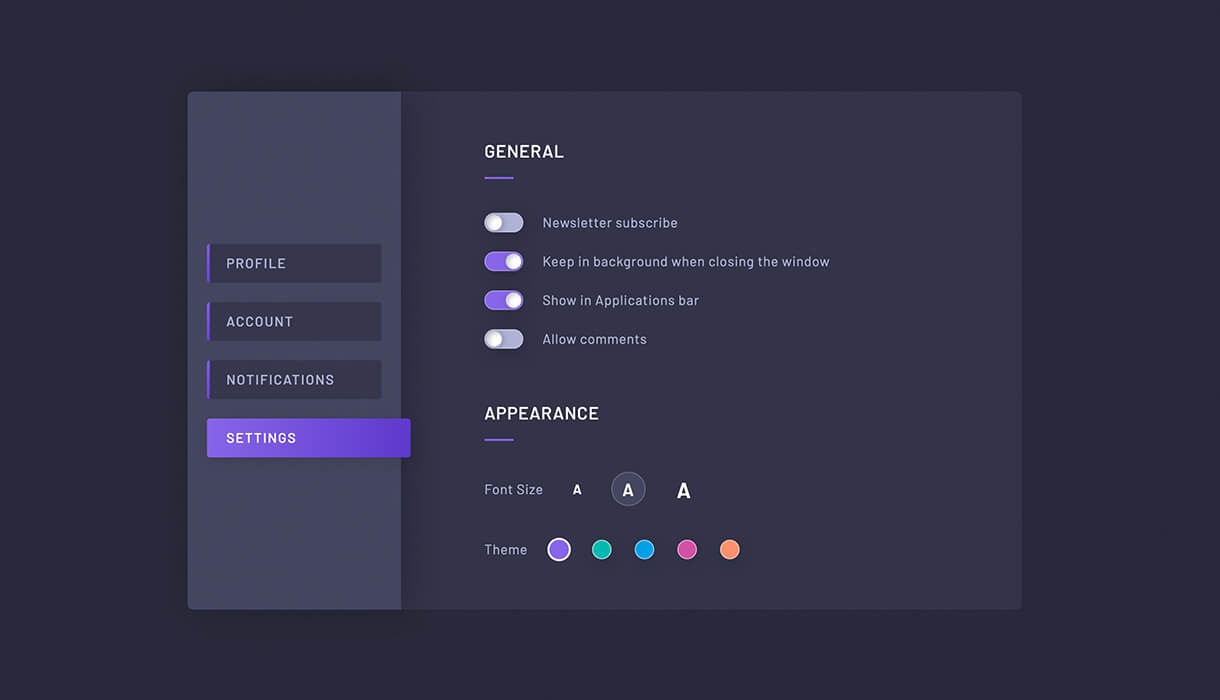 PROFILE
ACCOUNT
NOTIFICATIONS
SETTINGS
GENERAL
Newsletter subscribe
Keep in background when closing the window
Show in Applications bar
Allow comments
APPEARANCE
Font Size A A A
Theme